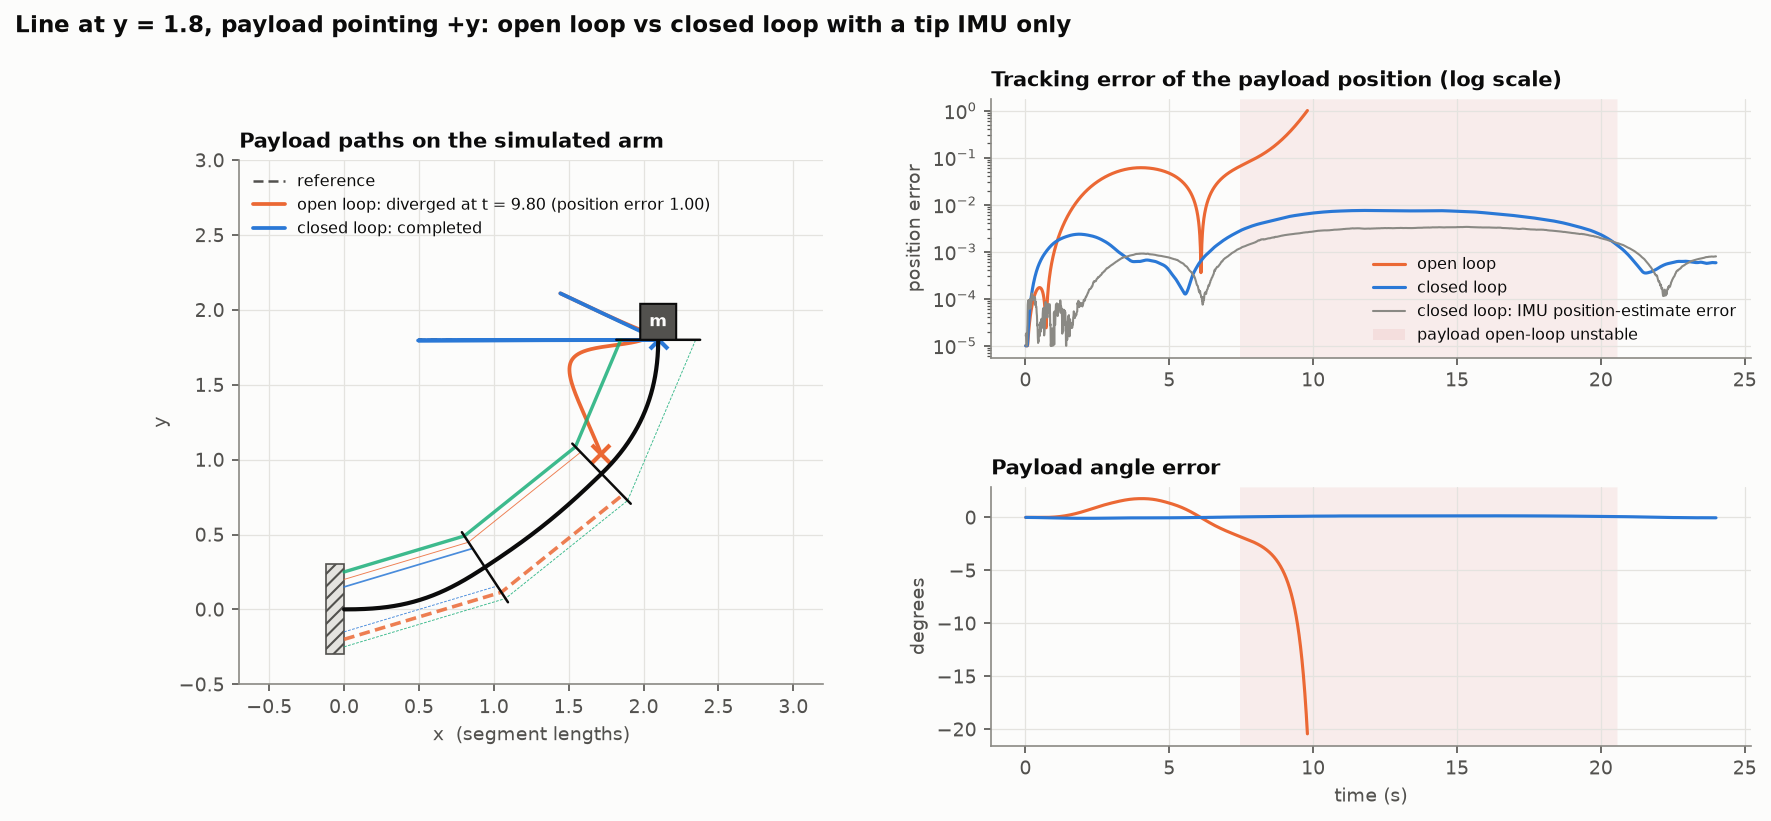 Line at y = 1.8, payload pointing +y: open loop vs closed loop with a tip IMU only
Payload paths on the simulated arm
reference
open loop: diverged at t = 9.80 (position error 1.00)
closed loop: completed
m
3.0
2.5
2.0
1.5
1.0
0.5
0.0
−0.5
y
−0.5 0.0 0.5 1.0 1.5 2.0 2.5 3.0
x (segment lengths)
Tracking error of the payload position (log scale)
position error
10⁰
10⁻¹
10⁻²
10⁻³
10⁻⁴
10⁻⁵
open loop
closed loop
closed loop: IMU position-estimate error
payload open-loop unstable
0 5 10 15 20 25
Payload angle error
degrees
0
−5
−10
−15
−20
0 5 10 15 20 25
time (s)